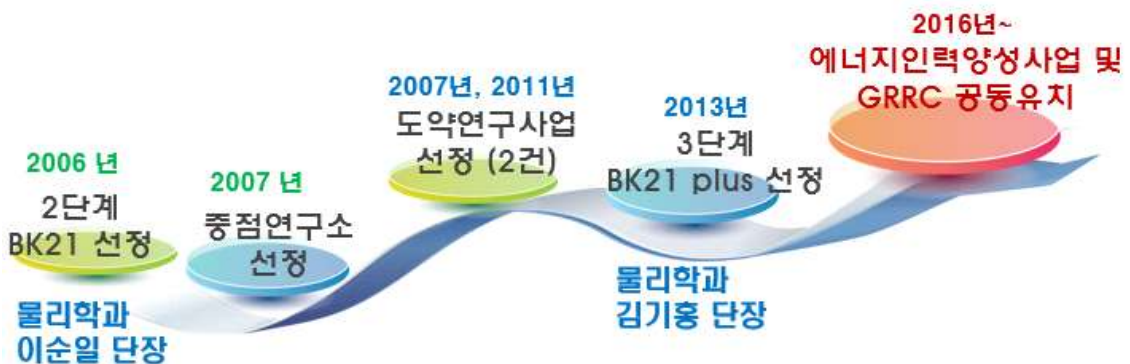 2006 년
2단계
BK21 선정
물리학과
이순일 단장
2007 년
중점연구소
선정
2007년, 2011년
도약연구사업
선정 (2건)
2013년
3단계
BK21 plus 선정
물리학과
김기홍 단장
2016년~
에너지인력양성사업 및
GRRC 공동유치